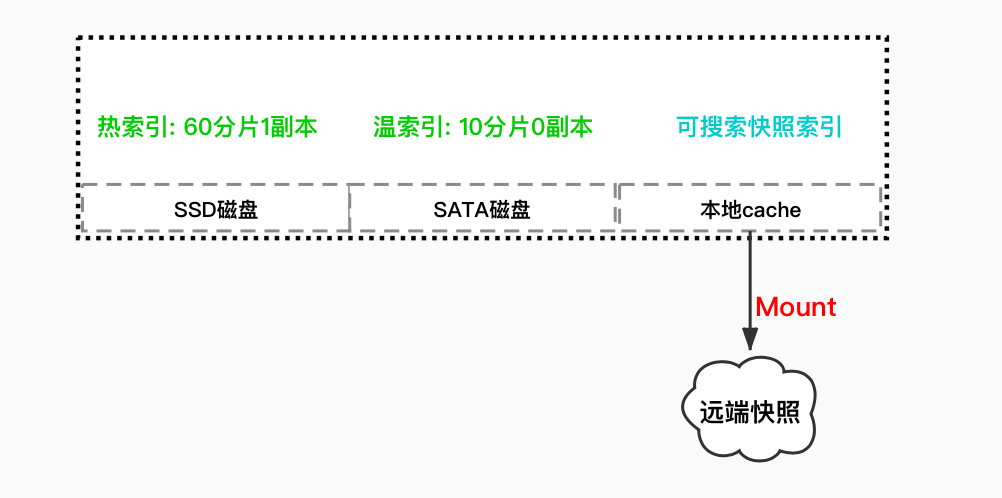 热索引: 60分片1副本
温索引: 10分片0副本
可搜索快照索引
SSD磁盘
SATA磁盘
本地cache
Mount
远端快照